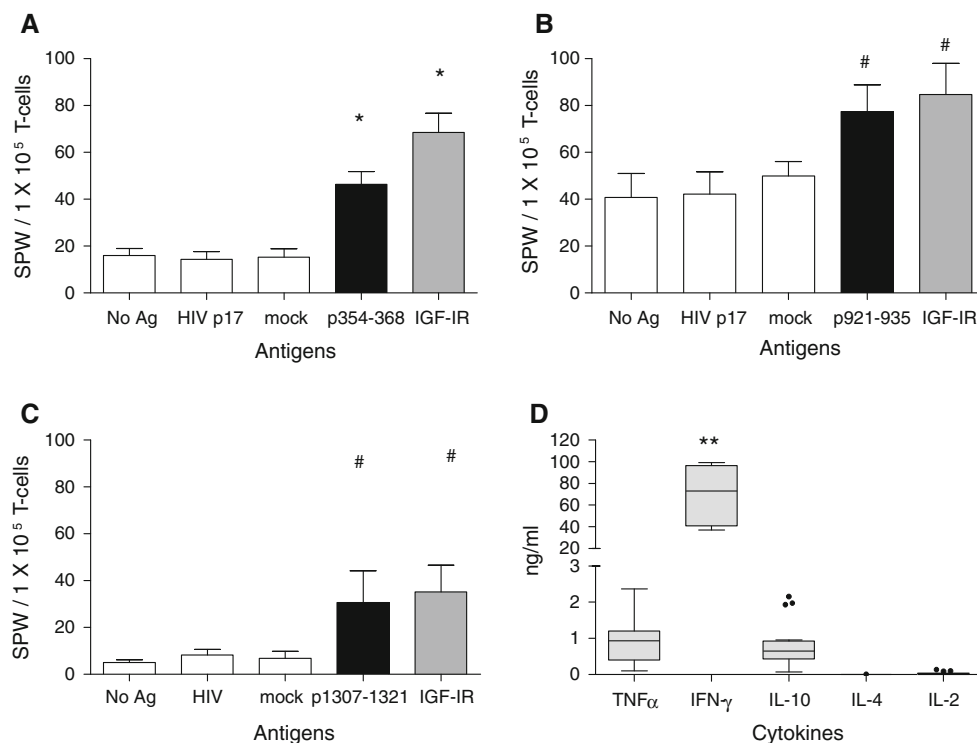 A
SPW / 1 X 10⁵ T-cells
100
80
60
40
20
0
*
*
No Ag HIV p17 mock p354-368 IGF-IR
Antigens
B
SPW / 1 X 10⁵ T-cells
100
80
60
40
20
0
#
#
No Ag HIV p17 mock p921-935 IGF-IR
Antigens
C
SPW / 1 X 10⁵ T-cells
100
80
60
40
20
0
#
#
No Ag HIV mock p1307-1321 IGF-IR
Antigens
D
ng/ml
120
100
80
60
40
20
3
2
1
0
**
TNFα IFN-γ IL-10 IL-4 IL-2
Cytokines